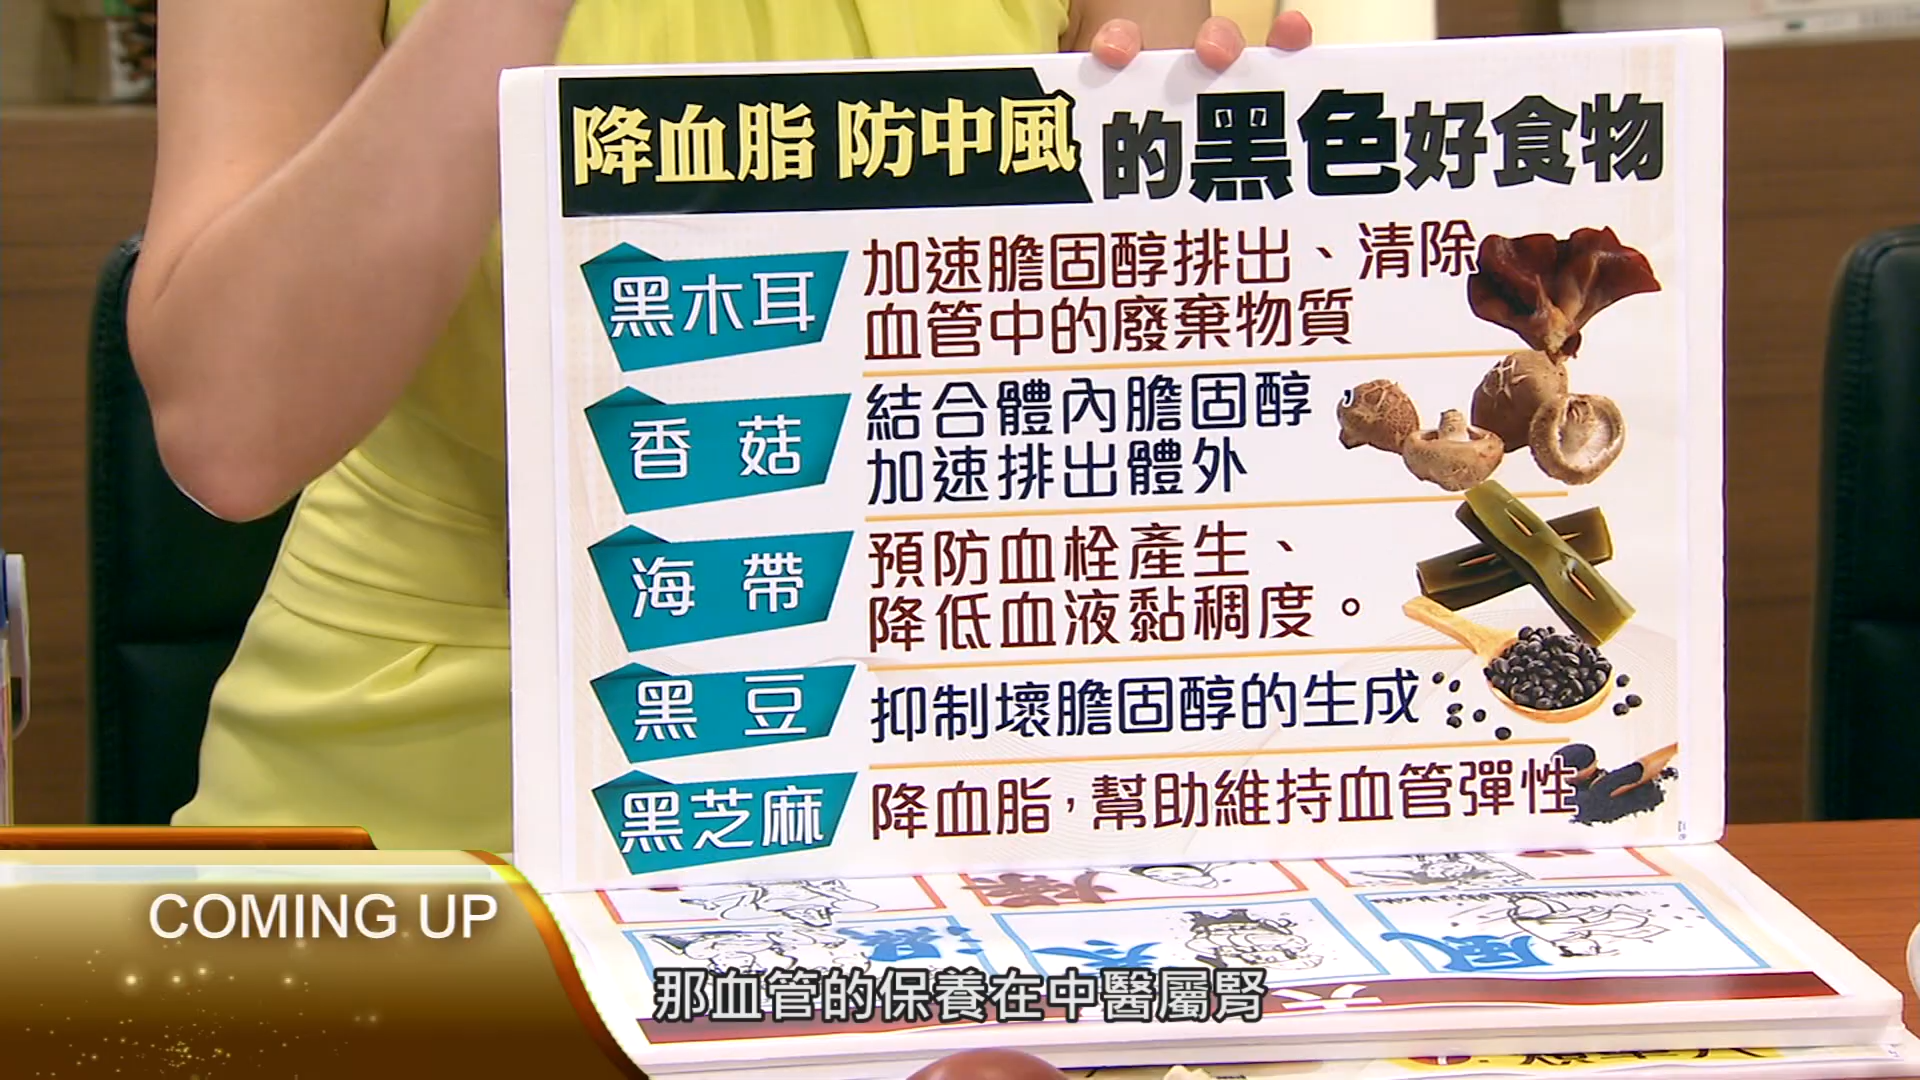 降血脂 防中風 的黑色好食物
黑木耳
加速膽固醇排出、清除
血管中的廢棄物質
香 菇
結合體內膽固醇，
加速排出體外
海 帶
預防血栓產生、
降低血液黏稠度。
黑 豆
抑制壞膽固醇的生成
黑芝麻
降血脂，幫助維持血管彈性
COMING UP
風
那血管的保養在中醫屬腎